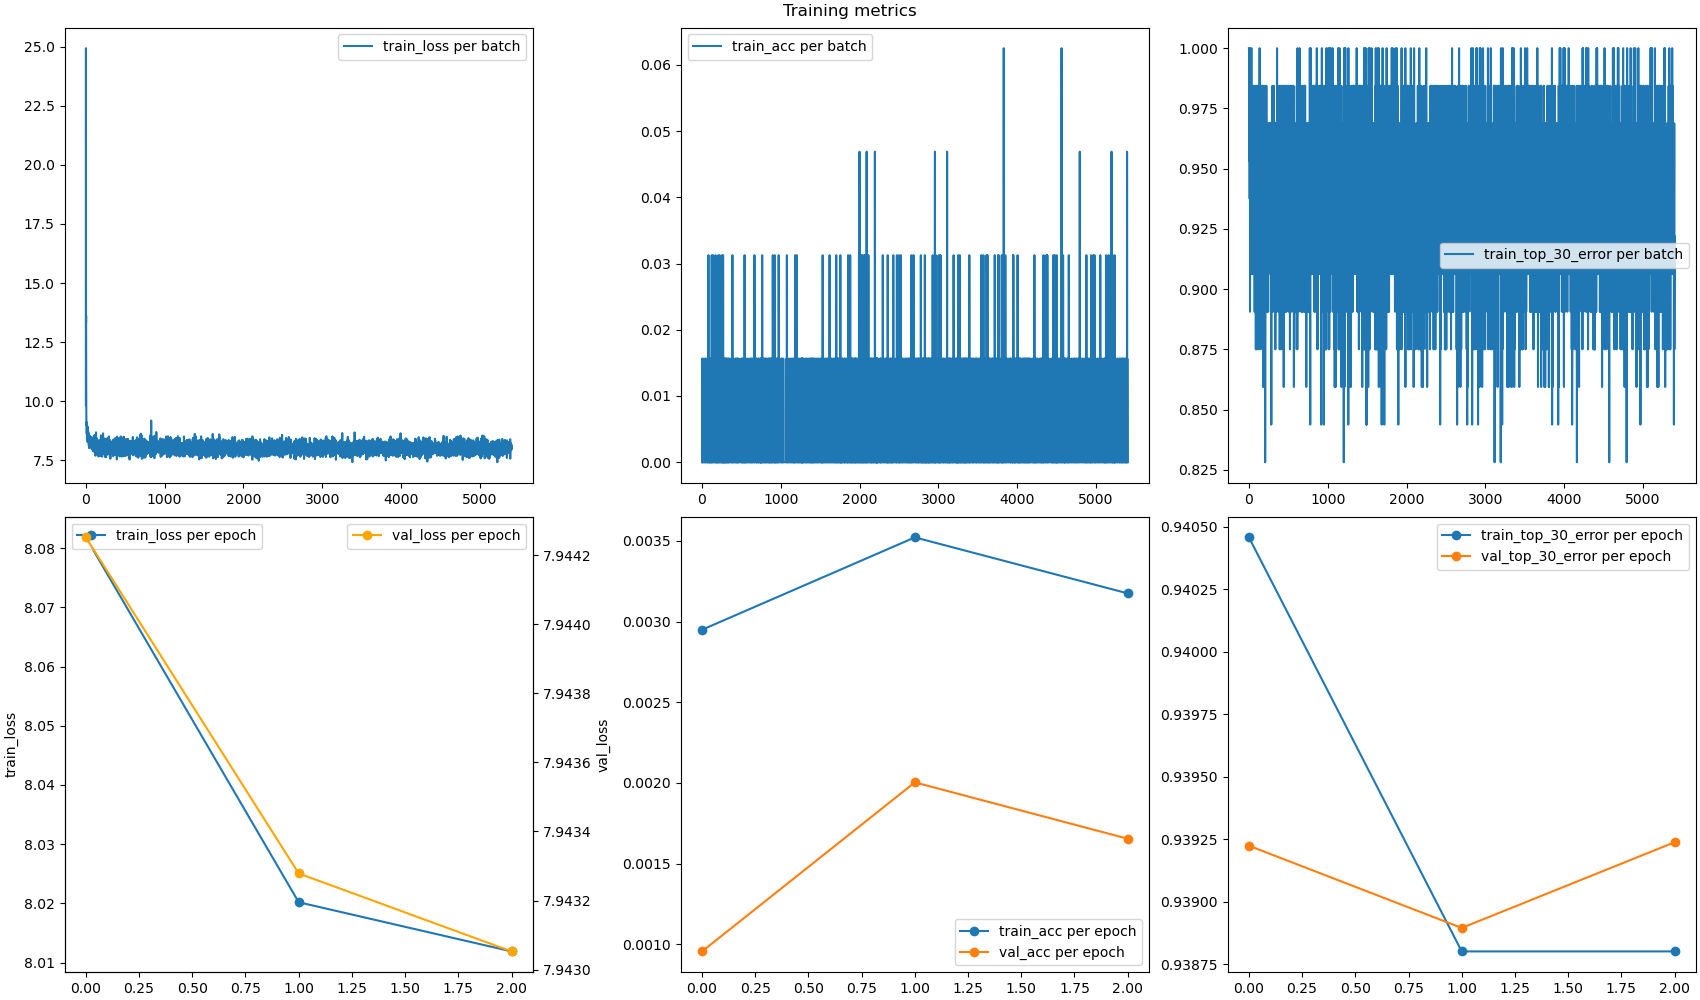 Training metrics
train_loss per batch
25.0
22.5
20.0
17.5
15.0
12.5
10.0
7.5
0 1000 2000 3000 4000 5000
train_acc per batch
0.06
0.05
0.04
0.03
0.02
0.01
0.00
0 1000 2000 3000 4000 5000
train_top_30_error per batch
1.000
0.975
0.950
0.925
0.900
0.875
0.850
0.825
0 1000 2000 3000 4000 5000
train_loss per epoch
val_loss per epoch
train_loss
8.08
8.07
8.06
8.05
8.04
8.03
8.02
8.01
0.00 0.25 0.50 0.75 1.00 1.25 1.50 1.75 2.00
7.9442
7.9440
7.9438
7.9436
7.9434
7.9432
7.9430
val_loss
0.0035
0.0030
0.0025
0.0020
0.0015
0.0010
train_acc per epoch
val_acc per epoch
0.00 0.25 0.50 0.75 1.00 1.25 1.50 1.75 2.00
train_top_30_error per epoch
val_top_30_error per epoch
0.94050
0.94025
0.94000
0.93975
0.93950
0.93925
0.93900
0.93875
0.00 0.25 0.50 0.75 1.00 1.25 1.50 1.75 2.00